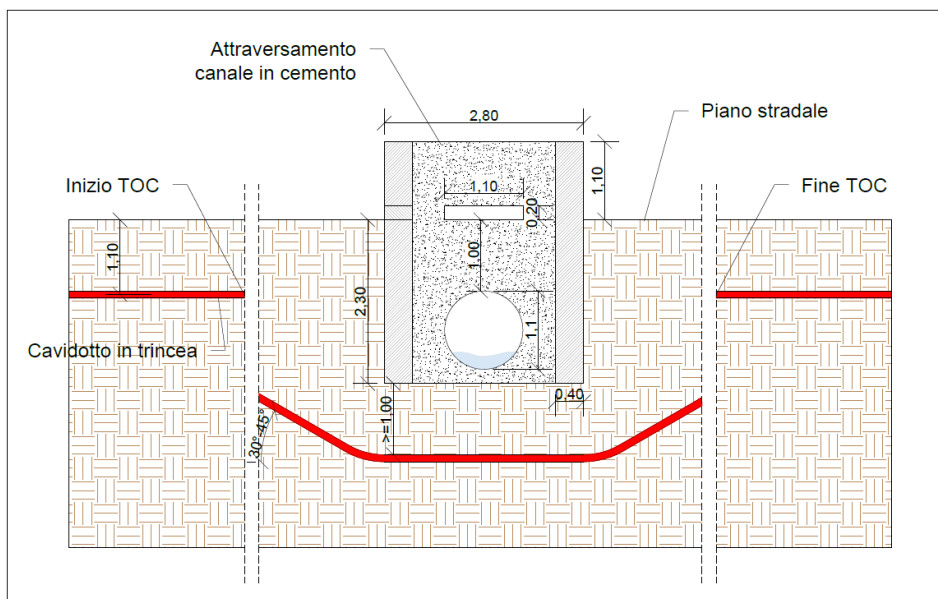 Attraversamento
canale in cemento
2,80
Piano stradale
1,10
Inizio TOC
1,10
Fine TOC
0,20
1,10
1,00
2,30
1,1
Cavidotto in trincea
0,40
>=1,00
30°-45°